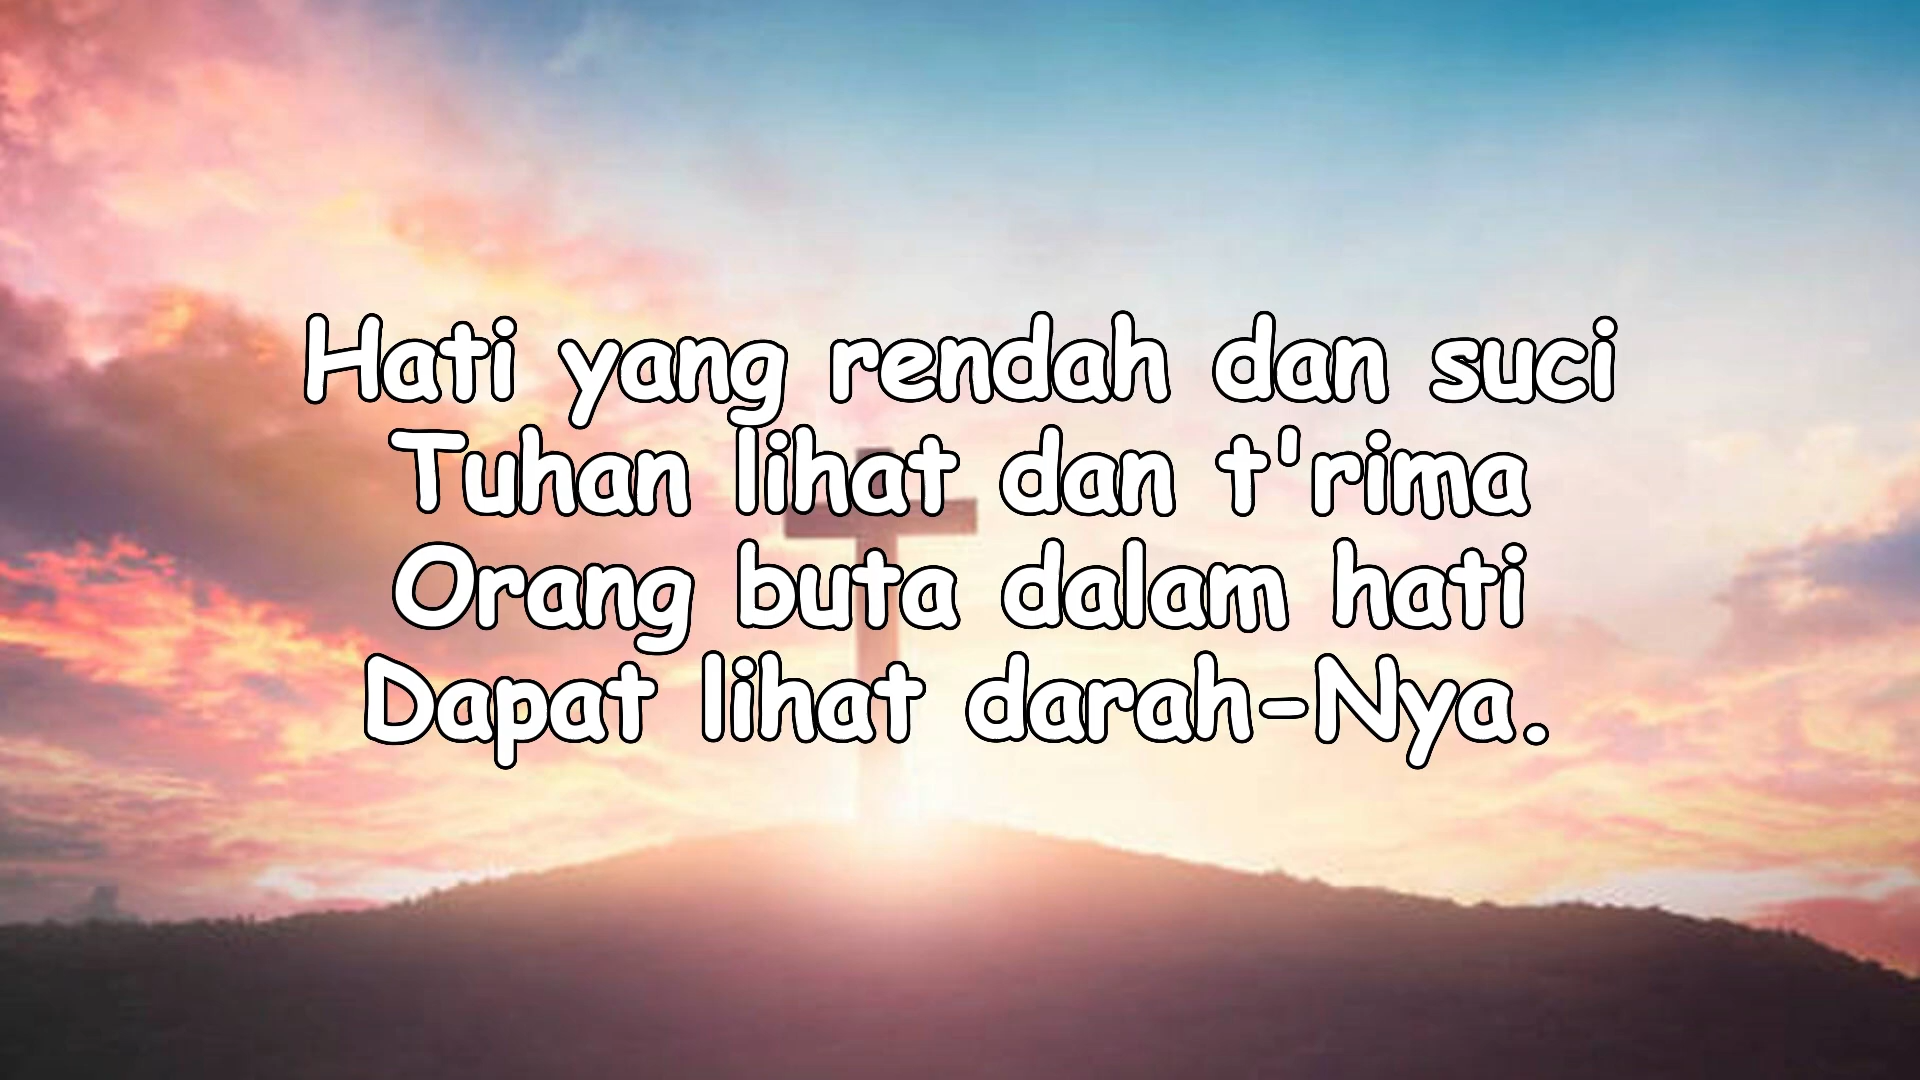 Hati yang rendah dan suci
Tuhan lihat dan t'rima
Orang buta dalam hati
Dapat lihat darah-Nya.